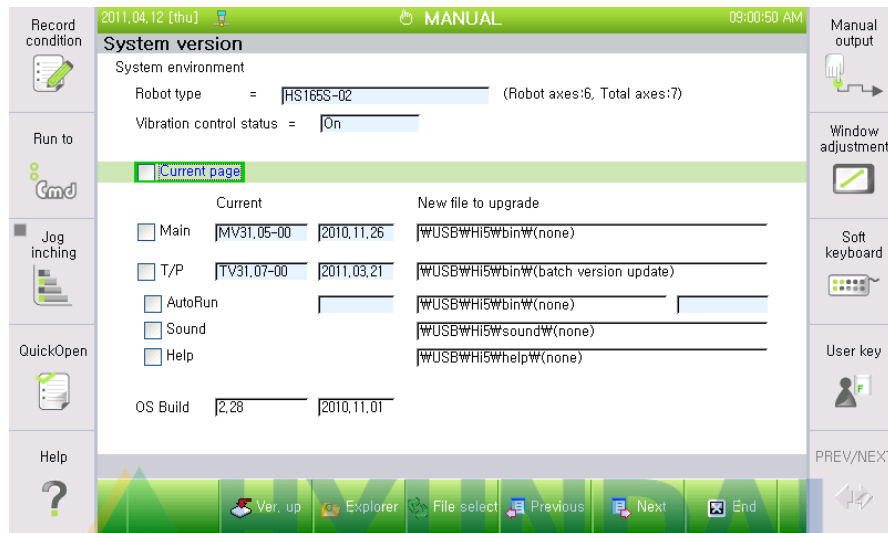 2011,04,12 [thu] MANUAL 09:00:50 AM
System version
System environment
Robot type = HS165S-02 (Robot axes:6, Total axes:7)
Vibration control status = On
Current page
Current New file to upgrade
Main MV31,05-00 2010,11,26 ₩USB₩Hi5₩bin₩(none)
T/P TV31,07-00 2011,03,21 ₩USB₩Hi5₩bin₩(batch version update)
AutoRun ₩USB₩Hi5₩bin₩(none)
Sound ₩USB₩Hi5₩sound₩(none)
Help ₩USB₩Hi5₩help₩(none)
OS Build 2,28 2010,11,01
Ver. up Explorer File select Previous Next End
Record
condition
Run to
Cmd
Jog
inching
QuickOpen
Help
?
Manual
output
Window
adjustment
Soft
keyboard
User key
F
PREV/NEXT
HYUNDAI